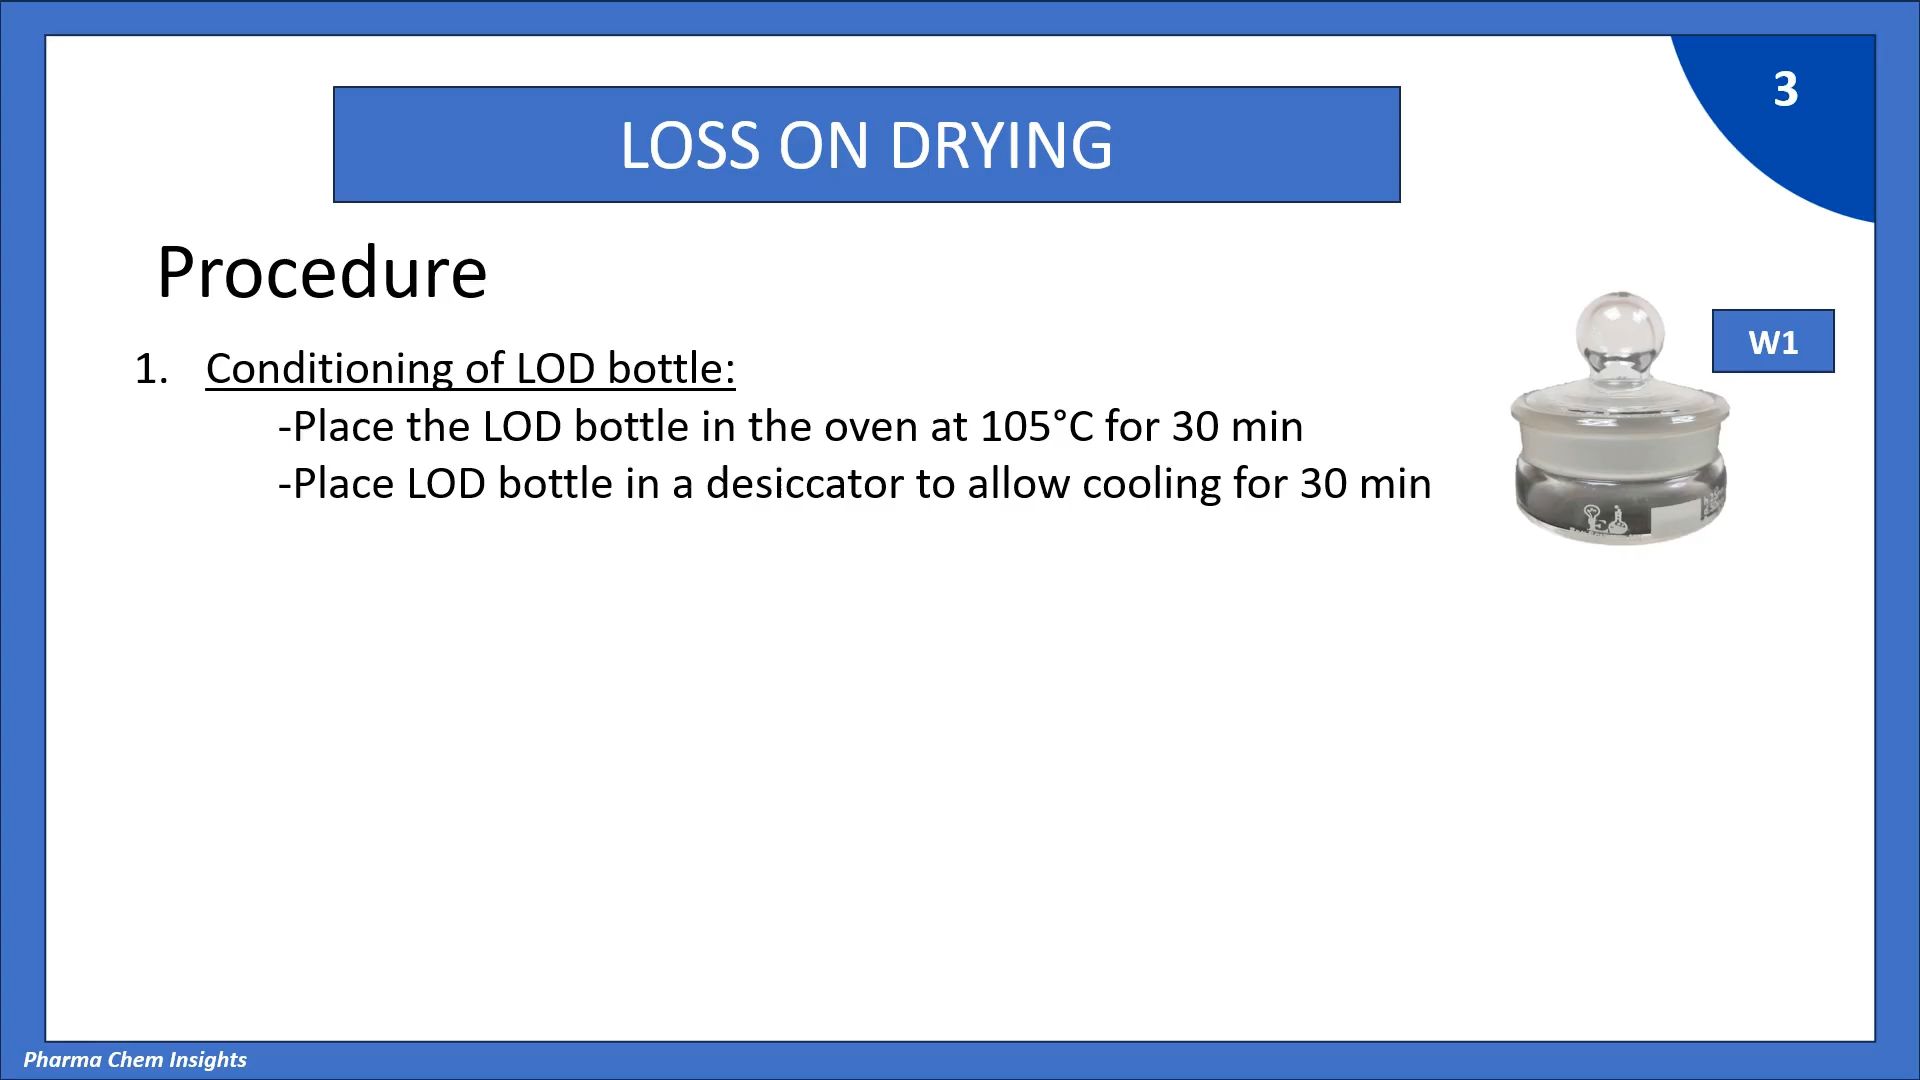 3
LOSS ON DRYING
Procedure
W1
1. Conditioning of LOD bottle:
-Place the LOD bottle in the oven at 105°C for 30 min
-Place LOD bottle in a desiccator to allow cooling for 30 min
Pharma Chem Insights